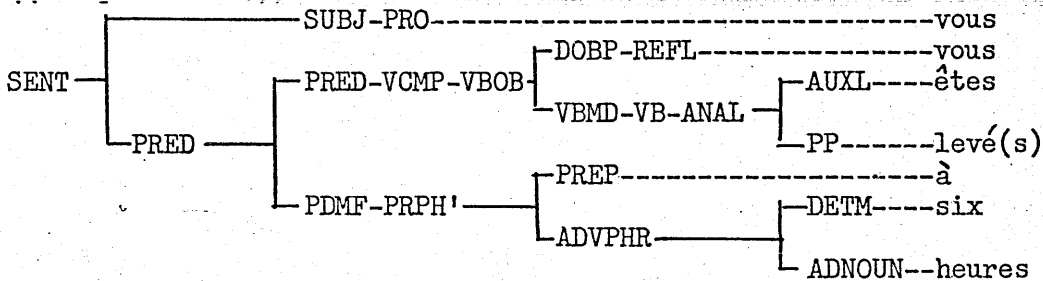 SUBJ-PRO------------------------------vous
DOBP-REFL--------------vous
SENT PRED-VCMP-VBOB AUXL----êtes
VBMD-VB-ANAL
PRED PP------levé(s)
PREP-------------------à
PDMF-PRPH' DETM----six
ADVPHR
ADNOUN--heures